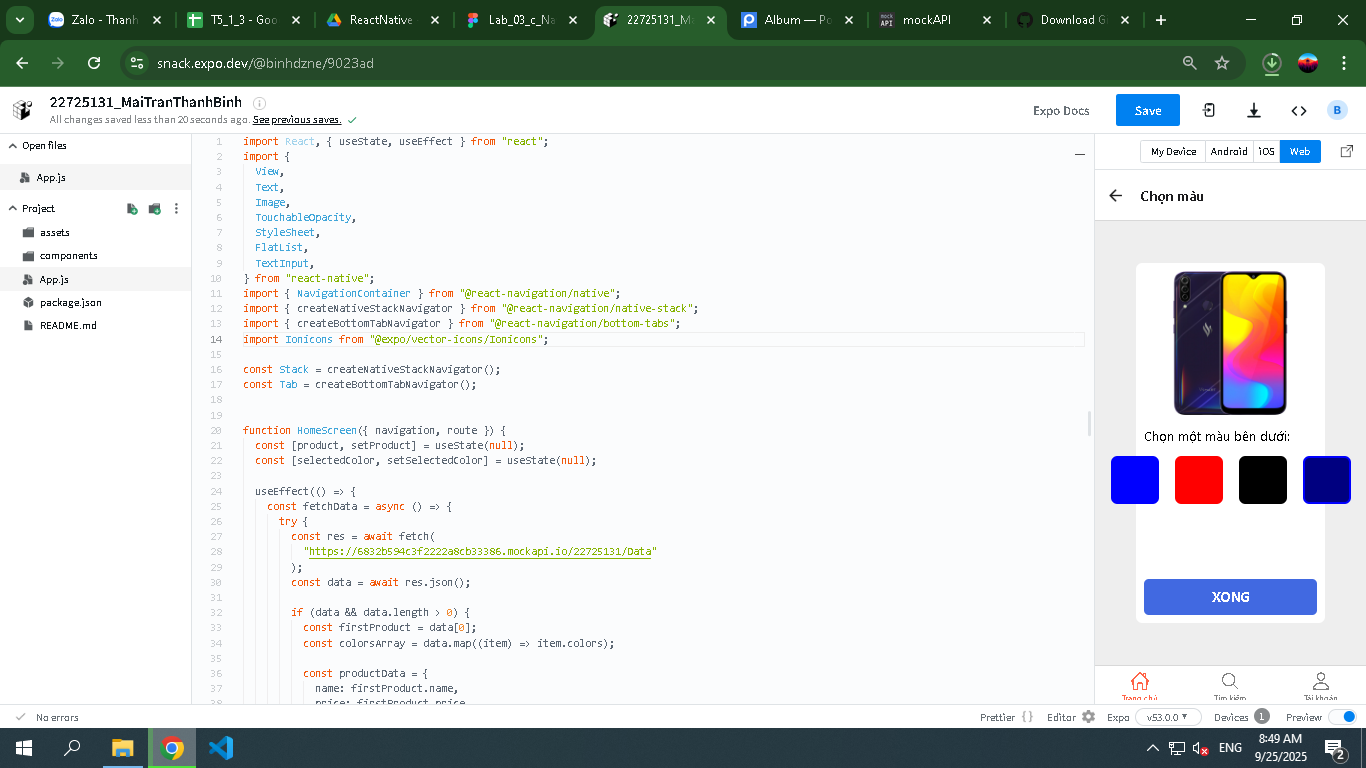 Zalo - Thanh
T5_1_3 - Goo
ReactNative
Lab_03_c_Na
22725131_Ma
Album — Po
mockAPI
Download Gi
snack.expo.dev/@binhdzne/9023ad
22725131_MaiTranThanhBinh
All changes saved less than 20 seconds ago. See previous saves.
Expo Docs
Save
B
Open files
App.js
Project
assets
components
App.js
package.json
README.md
1 import React, { useState, useEffect } from "react";
2 import {
3 View,
4 Text,
5 Image,
6 TouchableOpacity,
7 StyleSheet,
8 FlatList,
9 TextInput,
10 } from "react-native";
11 import { NavigationContainer } from "@react-navigation/native";
12 import { createNativeStackNavigator } from "@react-navigation/native-stack";
13 import { createBottomTabNavigator } from "@react-navigation/bottom-tabs";
14 import Ionicons from "@expo/vector-icons/Ionicons";
15
16 const Stack = createNativeStackNavigator();
17 const Tab = createBottomTabNavigator();
18
19
20 function HomeScreen({ navigation, route }) {
21 const [product, setProduct] = useState(null);
22 const [selectedColor, setSelectedColor] = useState(null);
23
24 useEffect(() => {
25 const fetchData = async () => {
26 try {
27 const res = await fetch(
28 "https://6832b594c3f2222a8cb33386.mockapi.io/22725131/Data"
29 );
30 const data = await res.json();
31
32 if (data && data.length > 0) {
33 const firstProduct = data[0];
34 const colorsArray = data.map((item) => item.colors);
35
36 const productData = {
37 name: firstProduct.name,
38 price: firstProduct.price
My Device
Android
iOS
Web
Chọn màu
Chọn một màu bên dưới:
XONG
Trang chủ
Tìm kiếm
Tài khoản
No errors
Prettier {}
Editor
Expo
v53.0.0
Devices 1
Preview
ENG
8:49 AM
9/25/2025
2